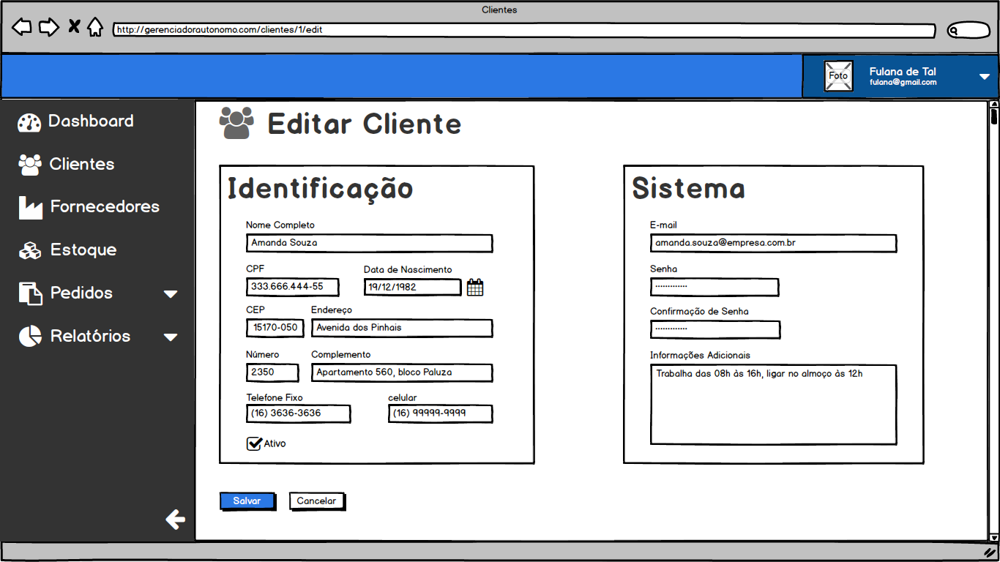 Clientes
http://gerenciadorautonomo.com/clientes/1/edit
Foto
Fulana de Tal
fulana@gmail.com
Dashboard
Clientes
Fornecedores
Estoque
Pedidos
Relatórios
Editar Cliente
Identificação
Nome Completo
Amanda Souza
CPF
Data de Nascimento
333.666.444-55
19/12/1982
CEP
Endereço
15170-050
Avenida dos Pinhais
Número
Complemento
2350
Apartamento 560, bloco Paluza
Telefone Fixo
celular
(16) 3636-3636
(16) 99999-9999
Ativo
Sistema
E-mail
amanda.souza@empresa.com.br
Senha
Confirmação de Senha
Informações Adicionais
Trabalha das 08h às 16h, ligar no almoço às 12h
Salvar
Cancelar